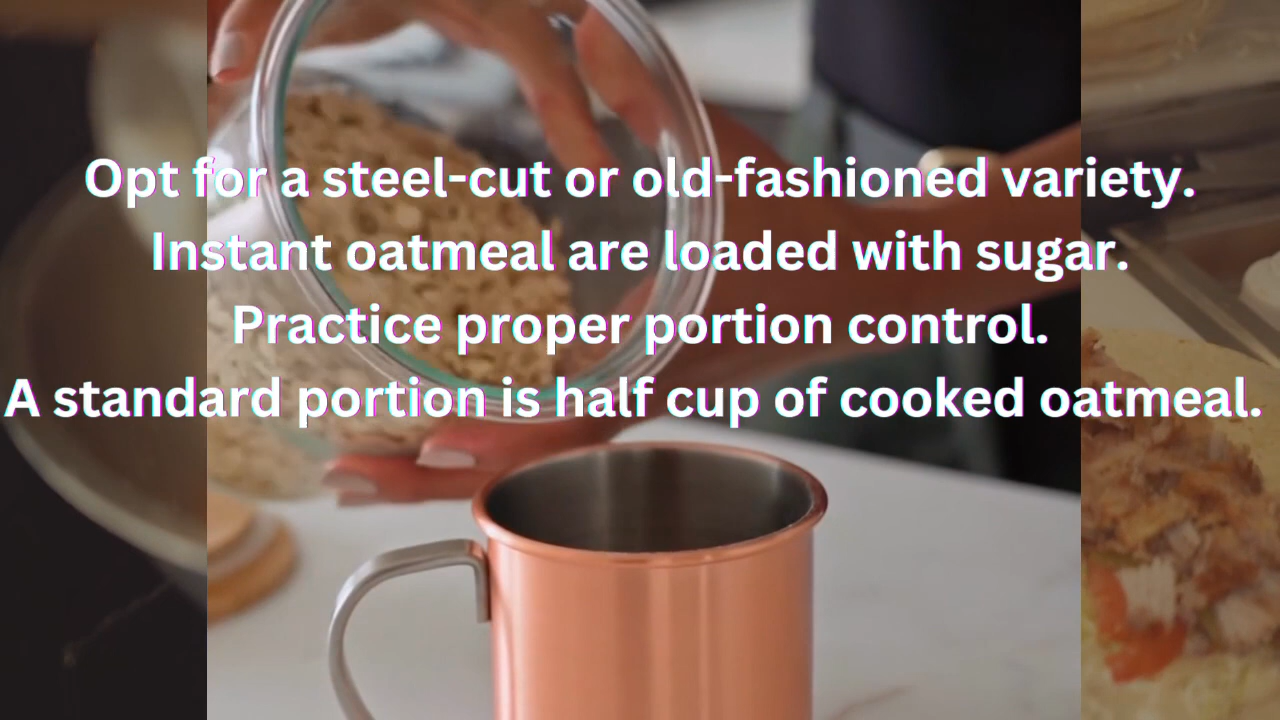 Opt for a steel-cut or old-fashioned variety.
Instant oatmeal are loaded with sugar.
Practice proper portion control.
A standard portion is half cup of cooked oatmeal.